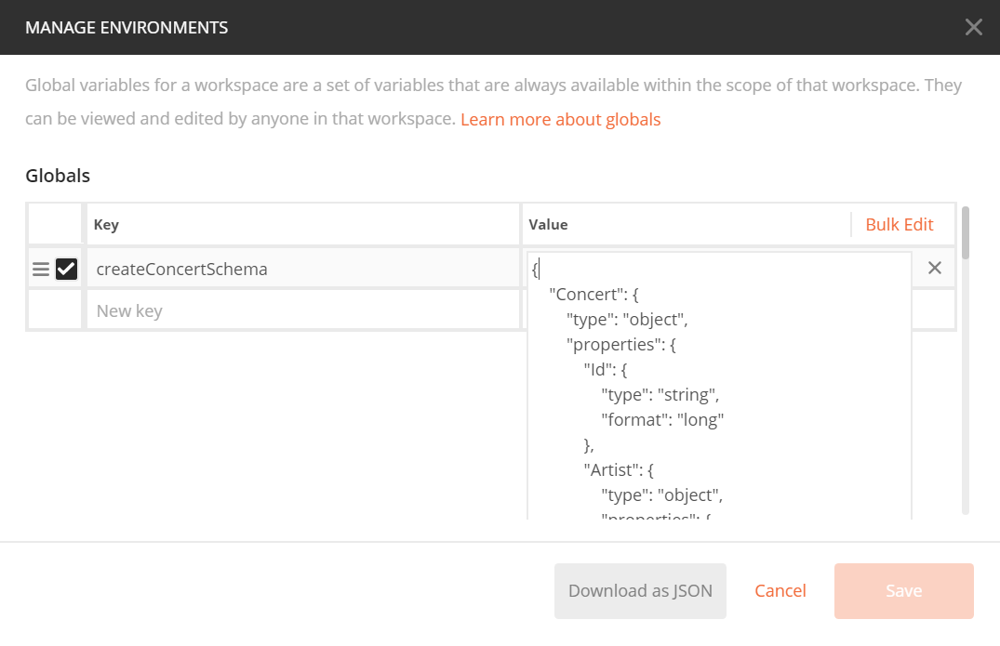 MANAGE ENVIRONMENTS
Global variables for a workspace are a set of variables that are always available within the scope of that workspace. They
can be viewed and edited by anyone in that workspace. Learn more about globals
Globals
Key Value Bulk Edit
createConcertSchema {
New key "Concert": {
"type": "object",
"properties": {
"Id": {
"type": "string",
"format": "long"
},
"Artist": {
"type": "object",
"properties": {
Download as JSON Cancel Save